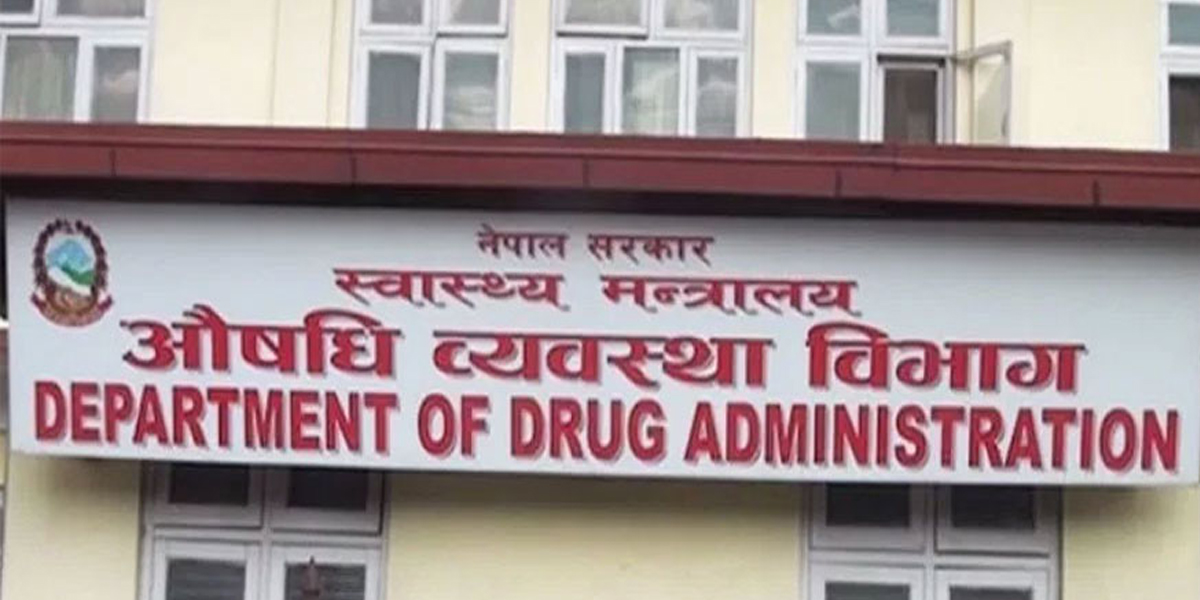 नेपाल सरकार
स्वास्थ्य मन्त्रालय
औषधि व्यवस्था विभाग
DEPARTMENT OF DRUG ADMINISTRATION